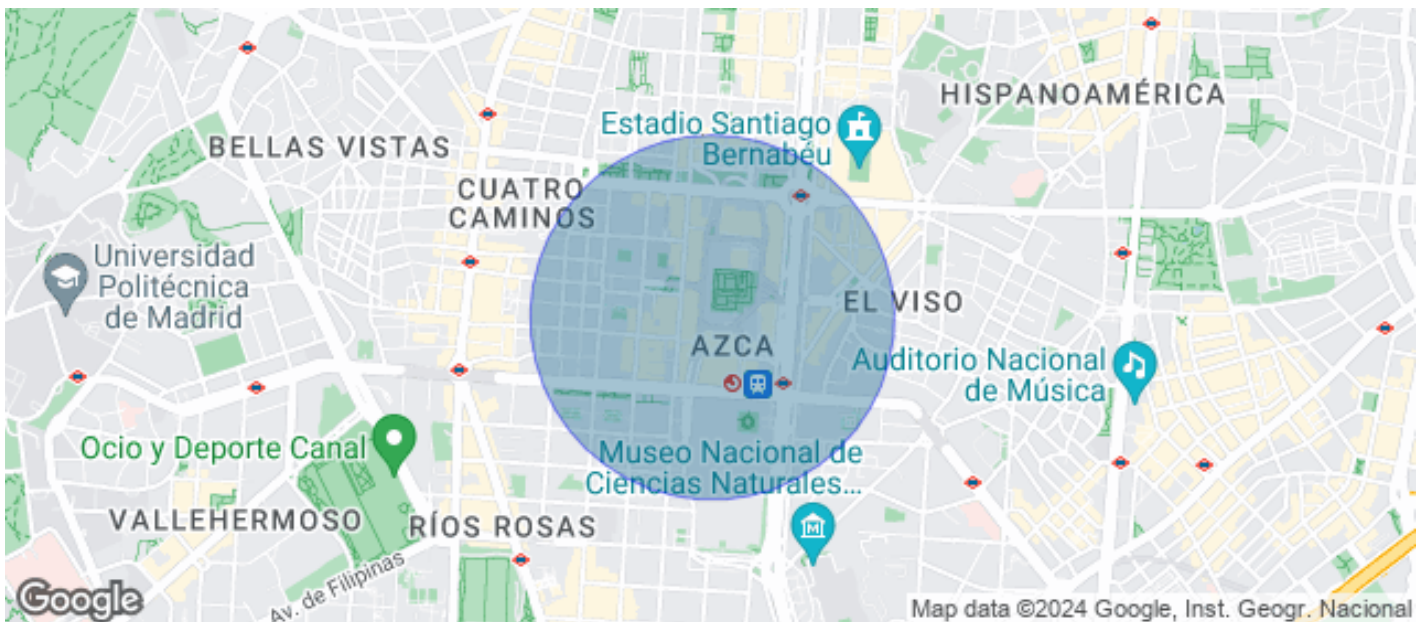 HISPANOAMÉRICA
Estadio Santiago
Bernabéu
BELLAS VISTAS
CUATRO
CAMINOS
Universidad
Politécnica
de Madrid
EL VISO
AZCA
Auditorio Nacional
de Música
Ocio y Deporte Canal
Museo Nacional de
Ciencias Naturales...
VALLEHERMOSO
RÍOS ROSAS
Av. de Filipinas
Google
Map data ©2024 Google, Inst. Geogr. Nacional